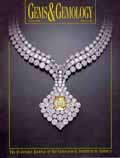 GEMS & GEMOLOGY
THE QUARTERLY JOURNAL OF THE GEMOLOGICAL INSTITUTE OF AMERICA